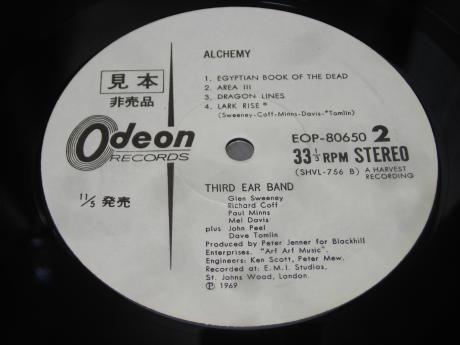 ALCHEMY
見本
非売品
1. EGYPTIAN BOOK OF THE DEAD
2. AREA III
3. DRAGON LINES
4. LARK RISE*
(Sweeney-Coff-Minns-Davis-*Tomlin)
Odeon
RECORDS
EOP-80650 2
33⅓ RPM STEREO
(SHVL-756 B) A HARVEST
RECORDING
11/5 発売
THIRD EAR BAND
Glen Sweeney
Richard Coff
Paul Minns
Mel Davis
plus John Peel
Dave Tomlin
Produced by Peter Jenner for Blackhill
Enterprises. "Arf Arf Music".
Engineers: Ken Scott, Peter Mew.
Recorded at: E.M.I. Studios,
St. Johns Wood, London.
Ⓟ 1969